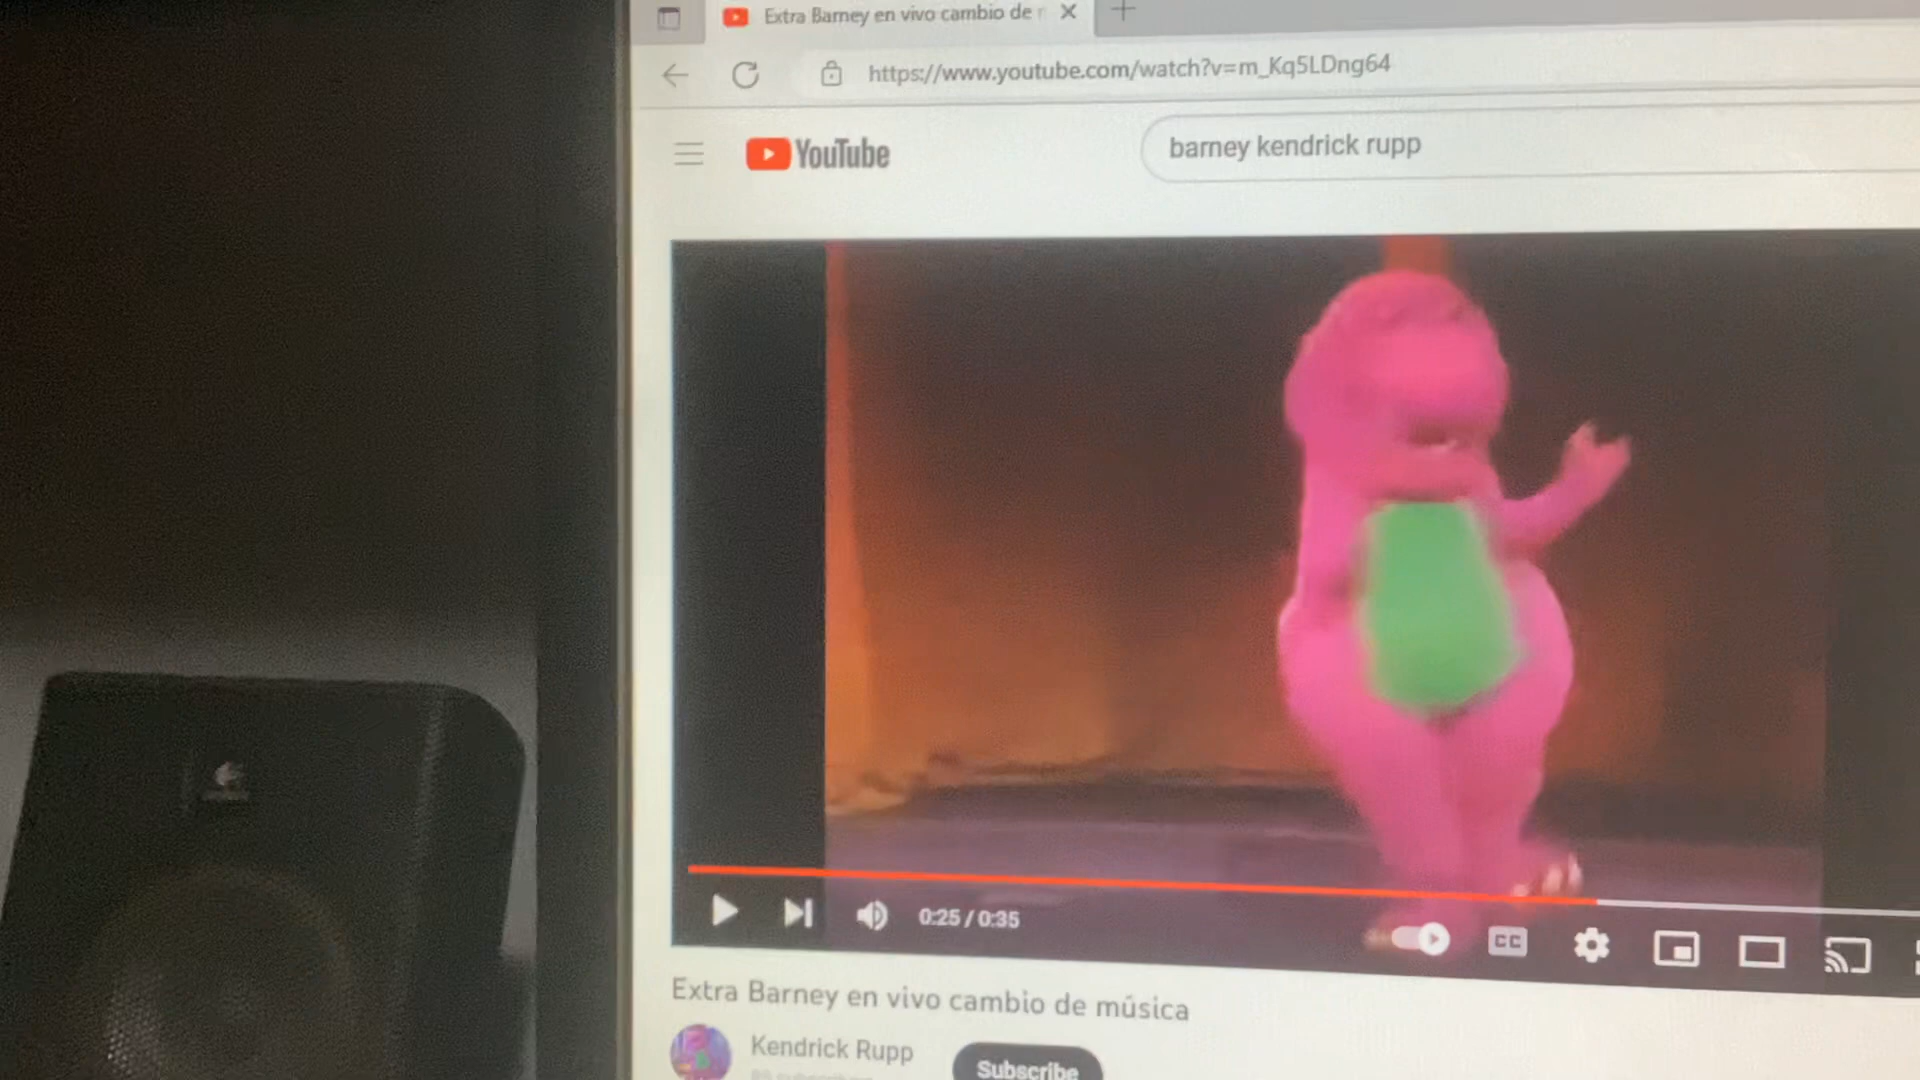 Extra Barney en vivo cambio de
https://www.youtube.com/watch?v=m_Kq5LDng64
YouTube
barney kendrick rupp
0:25 / 0:35
CC
Extra Barney en vivo cambio de música
Kendrick Rupp
Subscribe